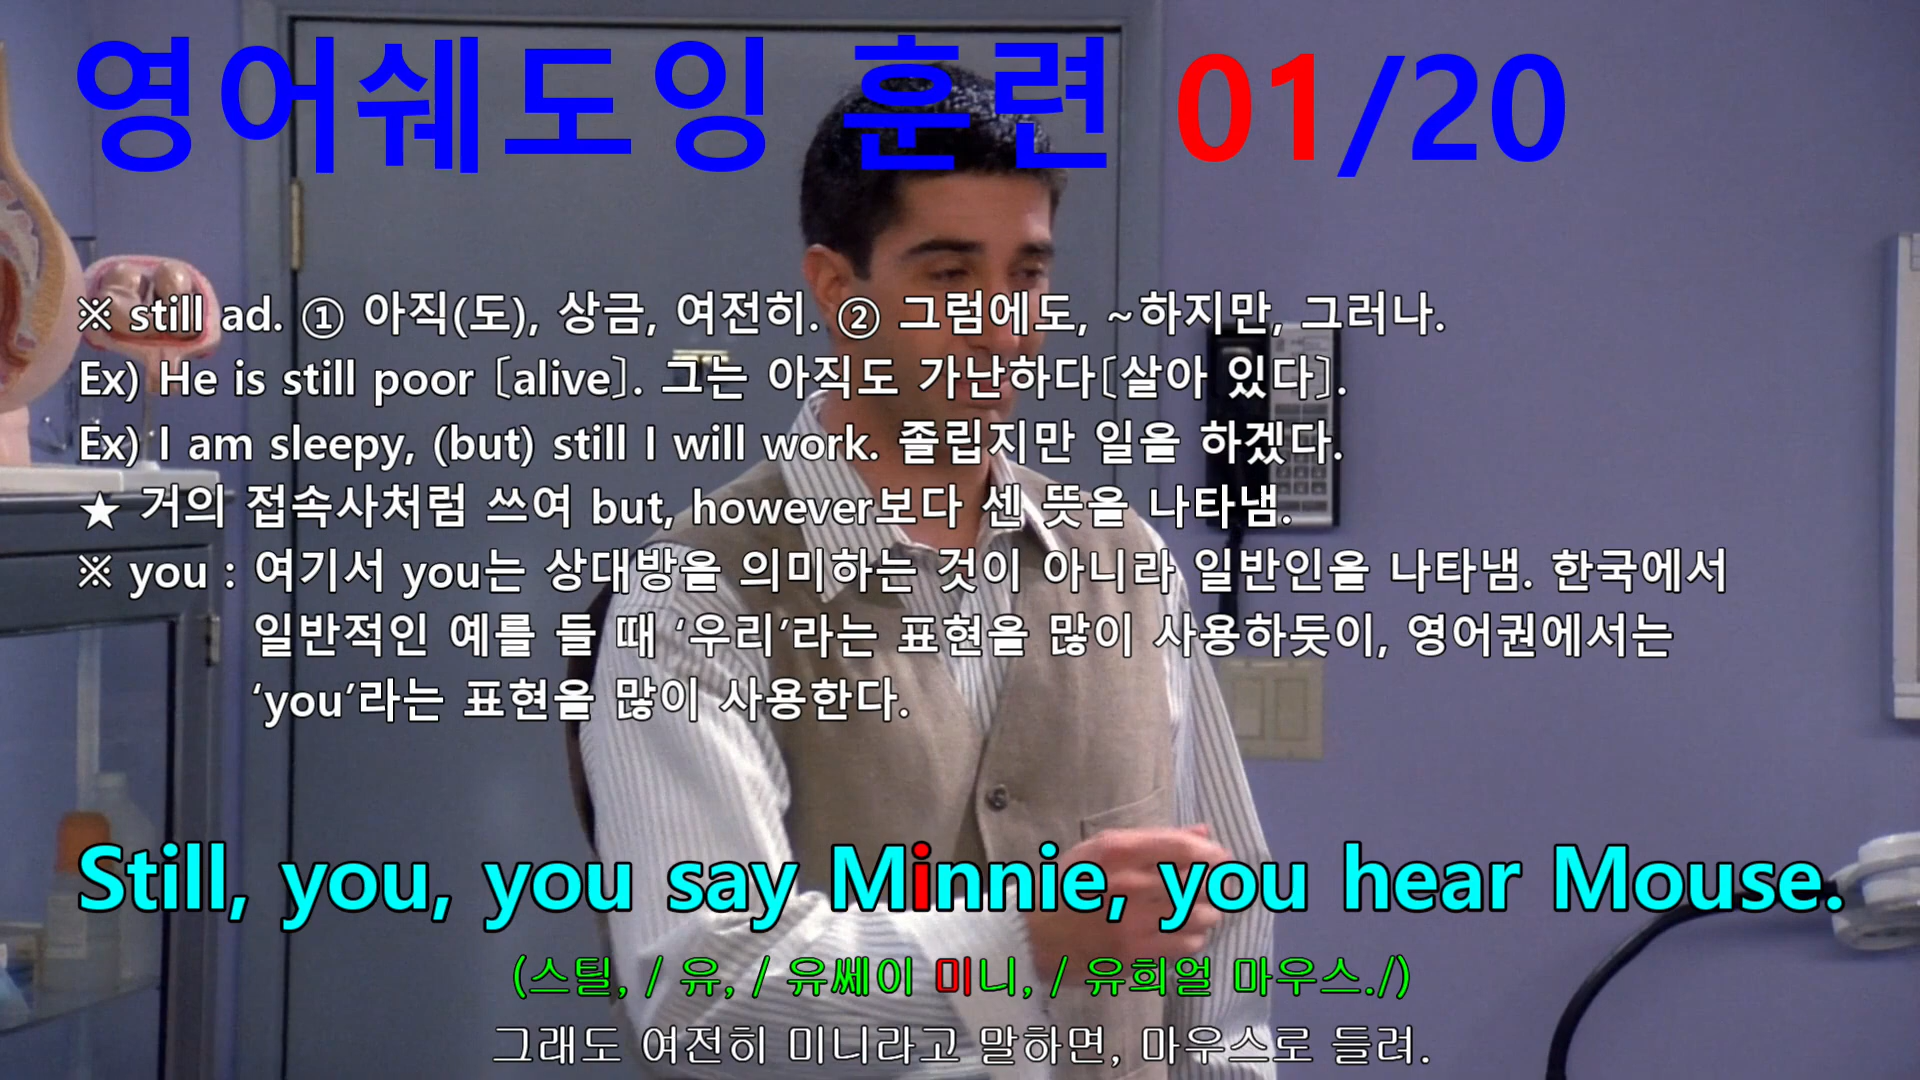 영어쉐도잉 훈련 01/20
※ still ad. ① 아직(도), 상금, 여전히. ② 그럼에도, ~하지만, 그러나.
Ex) He is still poor〔alive〕. 그는 아직도 가난하다〔살아 있다〕.
Ex) I am sleepy, (but) still I will work. 졸립지만 일을 하겠다.
★ 거의 접속사처럼 쓰여 but, however보다 센 뜻을 나타냄.
※ you : 여기서 you는 상대방을 의미하는 것이 아니라 일반인을 나타냄. 한국에서
일반적인 예를 들 때 ‘우리’라는 표현을 많이 사용하듯이, 영어권에서는
‘you’라는 표현을 많이 사용한다.
Still, you, you say Minnie, you hear Mouse.
(스틸, / 유, / 유쎄이 미니, / 유희얼 마우스./)
그래도 여전히 미니라고 말하면, 마우스로 들려.